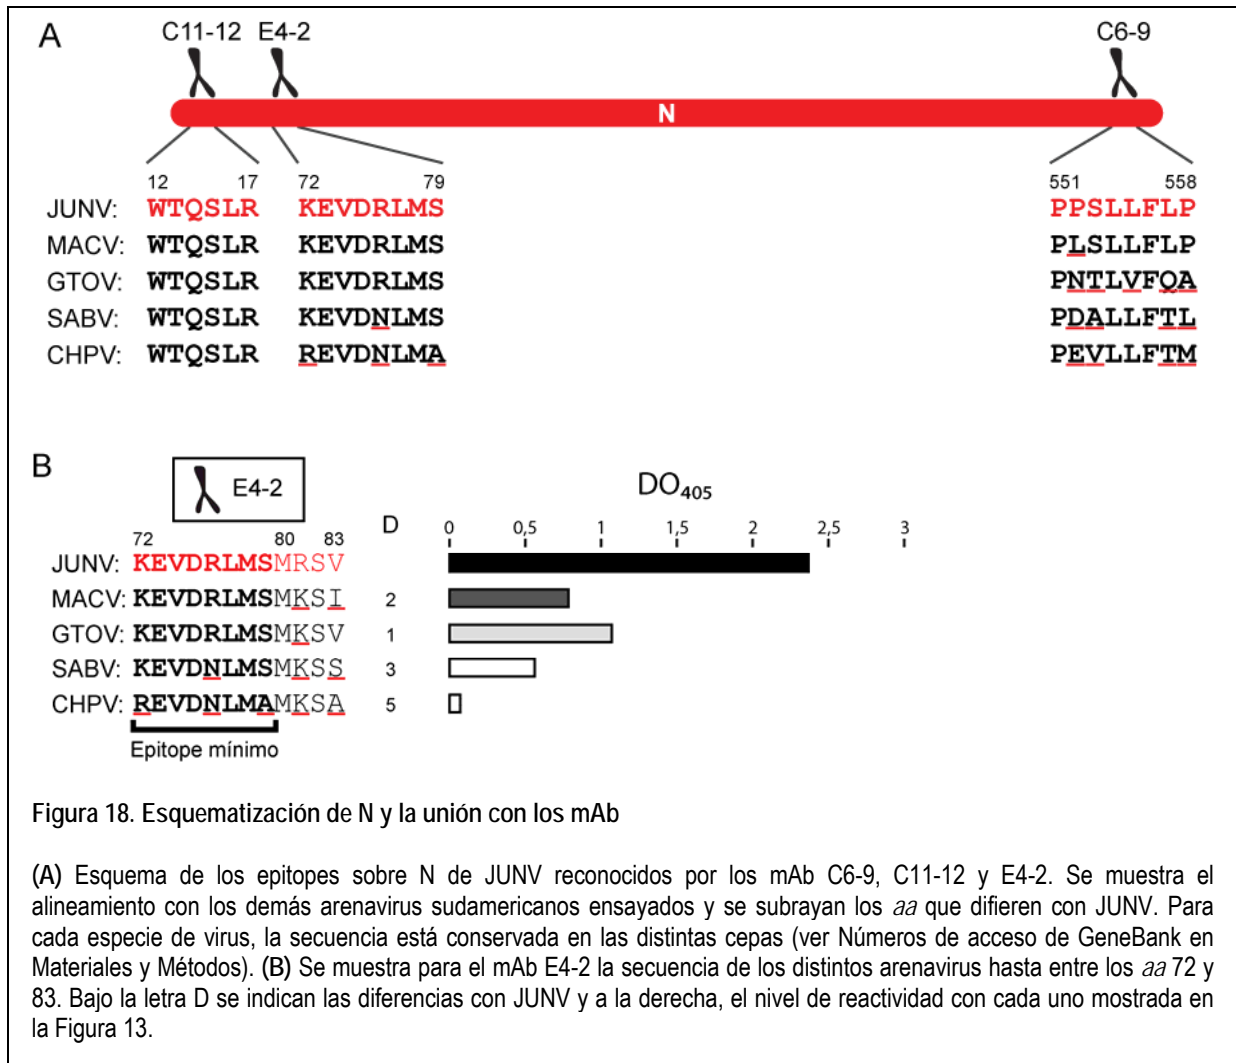 A
C11-12 E4-2 C6-9
N
12 17 72 79 551 558
JUNV: WTQSLR KEVDRLMS PPSLLFLP
MACV: WTQSLR KEVDRLMS PLSLLFLP
GTOV: WTQSLR KEVDRLMS PNTLVFQA
SABV: WTQSLR KEVDNLMS PDALLFTL
CHPV: WTQSLR REVDNLMA PEVLLFTM
B
E4-2
DO405
D 0 0,5 1 1,5 2 2,5 3
72 80 83
JUNV: KEVDRLMSMRSV
MACV: KEVDRLMSMKSI 2
GTOV: KEVDRLMSMKSV 1
SABV: KEVDNLMSMKSS 3
CHPV: REVDNLMAMKSA 5
Epitope mínimo
Figura 18. Esquematización de N y la unión con los mAb
(A) Esquema de los epitopes sobre N de JUNV reconocidos por los mAb C6-9, C11-12 y E4-2. Se muestra el
alineamiento con los demás arenavirus sudamericanos ensayados y se subrayan los aa que difieren con JUNV. Para
cada especie de virus, la secuencia está conservada en las distintas cepas (ver Números de acceso de GeneBank en
Materiales y Métodos). (B) Se muestra para el mAb E4-2 la secuencia de los distintos arenavirus hasta entre los aa 72 y
83. Bajo la letra D se indican las diferencias con JUNV y a la derecha, el nivel de reactividad con cada uno mostrada en
la Figura 13.